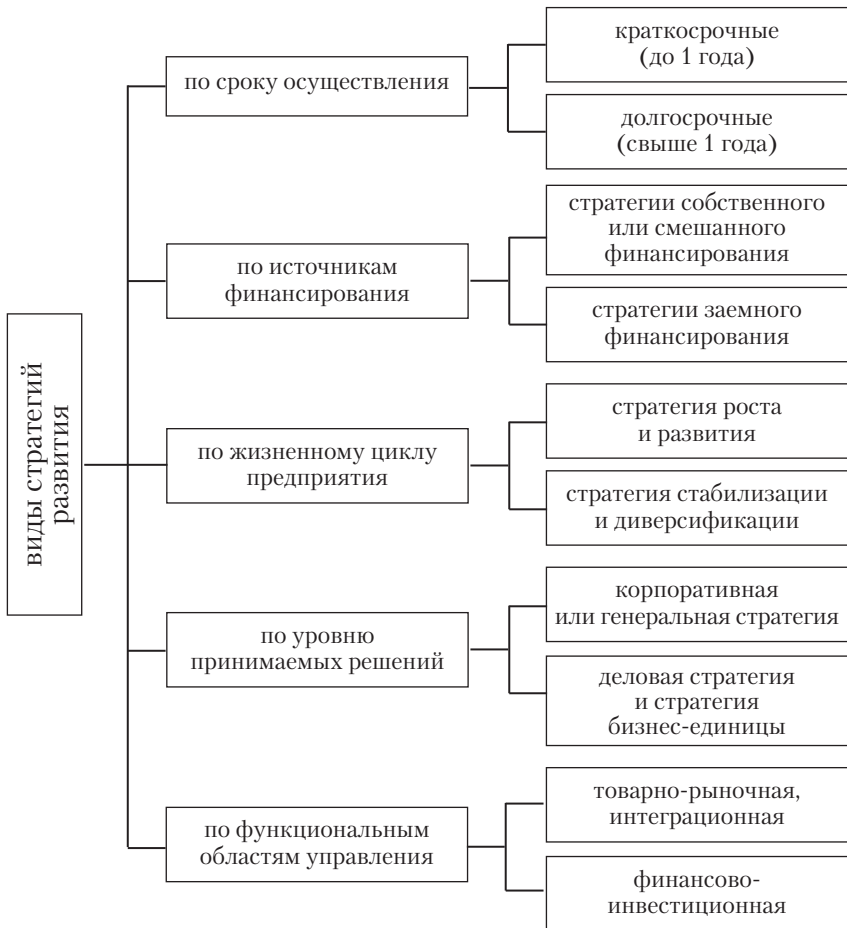 виды стратегий
развития
по сроку осуществления
краткосрочные
(до 1 года)
долгосрочные
(свыше 1 года)
по источникам
финансирования
стратегии собственного
или смешанного
финансирования
стратегии заемного
финансирования
по жизненному циклу
предприятия
стратегия роста
и развития
стратегия стабилизации
и диверсификации
по уровню
принимаемых решений
корпоративная
или генеральная стратегия
деловая стратегия
и стратегия
бизнес-единицы
по функциональным
областям управления
товарно-рыночная,
интеграционная
финансово-
инвестиционная